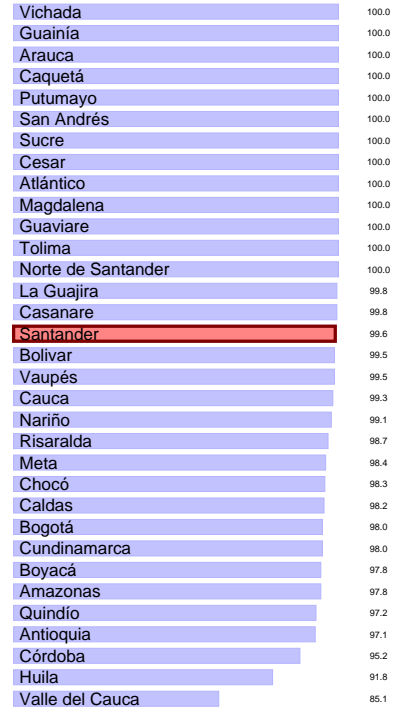 Vichada 100.0
Guainía 100.0
Arauca 100.0
Caquetá 100.0
Putumayo 100.0
San Andrés 100.0
Sucre 100.0
Cesar 100.0
Atlántico 100.0
Magdalena 100.0
Guaviare 100.0
Tolima 100.0
Norte de Santander 100.0
La Guajira 99.8
Casanare 99.8
Santander 99.6
Bolivar 99.5
Vaupés 99.5
Cauca 99.3
Nariño 99.1
Risaralda 98.7
Meta 98.4
Chocó 98.3
Caldas 98.2
Bogotá 98.0
Cundinamarca 98.0
Boyacá 97.8
Amazonas 97.8
Quindío 97.2
Antioquia 97.1
Córdoba 95.2
Huila 91.8
Valle del Cauca 85.1